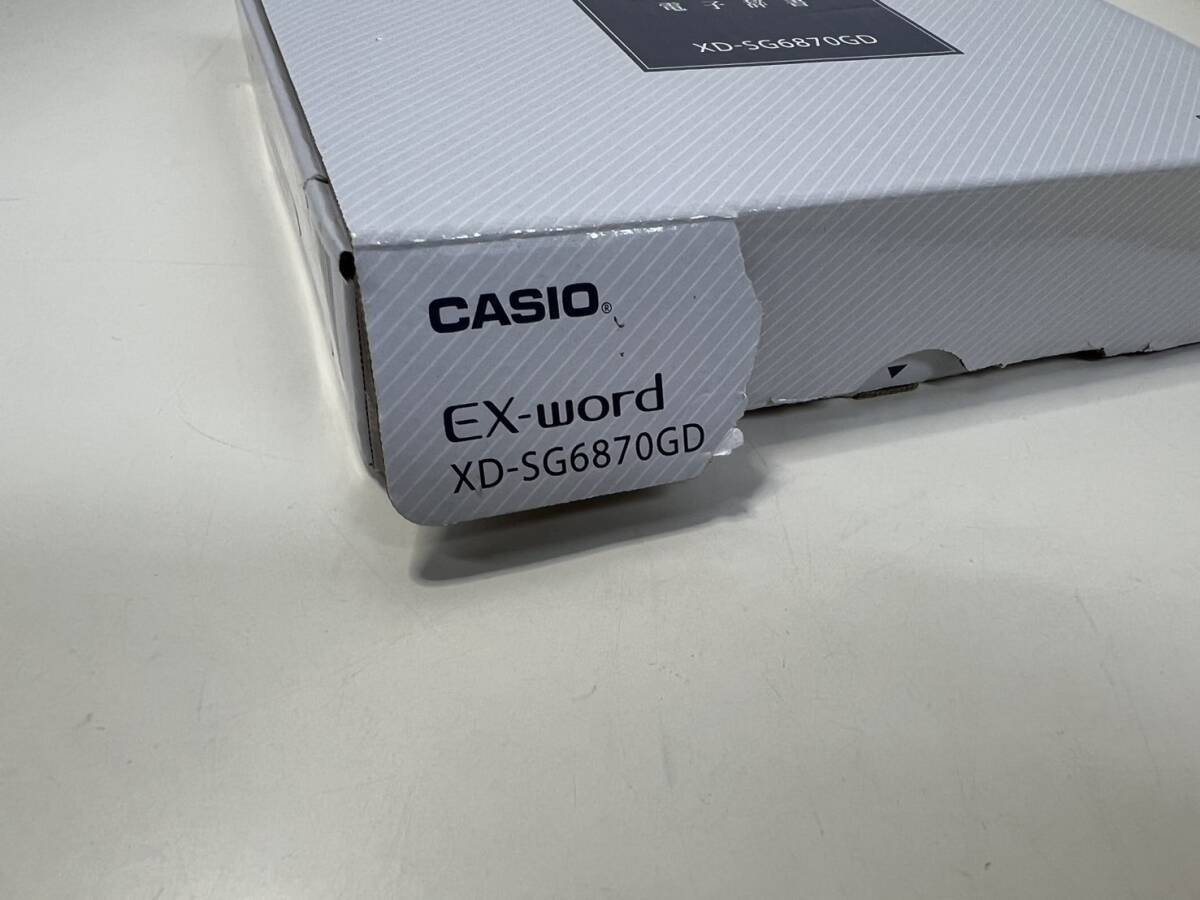 電子辞書
XD-SG6870GD
CASIO®
EX-word
XD-SG6870GD